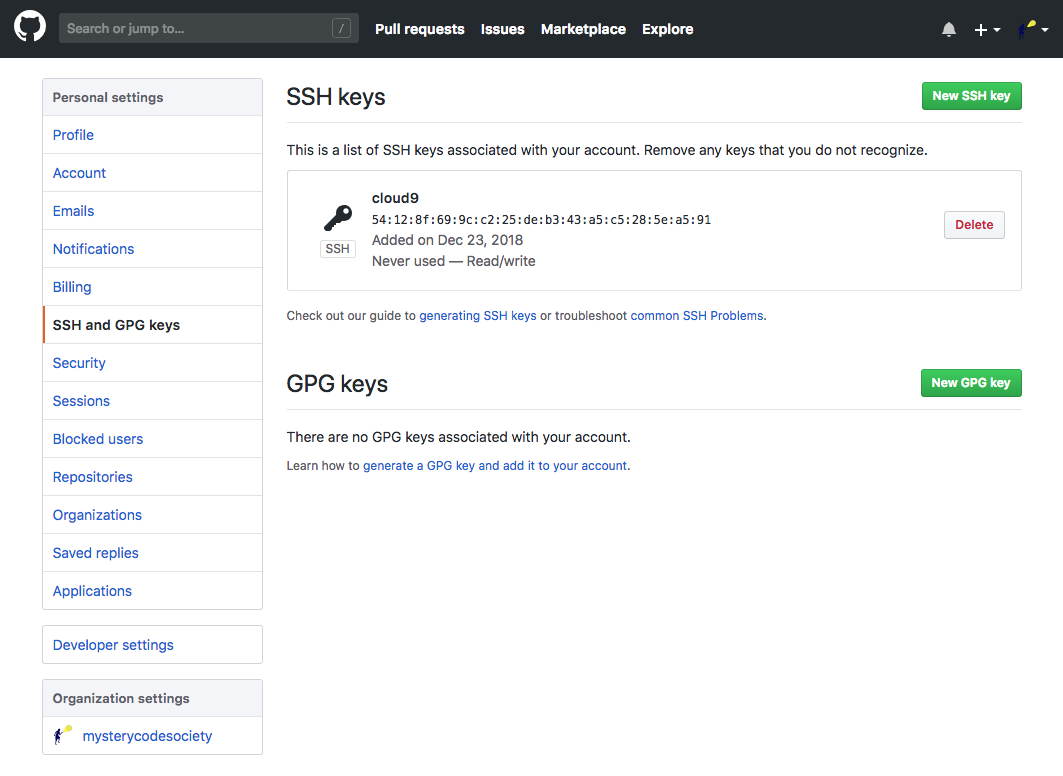 Search or jump to… /
Pull requests Issues Marketplace Explore
Personal settings
Profile
Account
Emails
Notifications
Billing
SSH and GPG keys
Security
Sessions
Blocked users
Repositories
Organizations
Saved replies
Applications
Developer settings
Organization settings
mysterycodesociety
SSH keys
New SSH key
This is a list of SSH keys associated with your account. Remove any keys that you do not recognize.
cloud9
54:12:8f:69:9c:c2:25:de:b3:43:a5:c5:28:5e:a5:91
Added on Dec 23, 2018
Never used — Read/write
SSH
Delete
Check out our guide to generating SSH keys or troubleshoot common SSH Problems.
GPG keys
New GPG key
There are no GPG keys associated with your account.
Learn how to generate a GPG key and add it to your account.